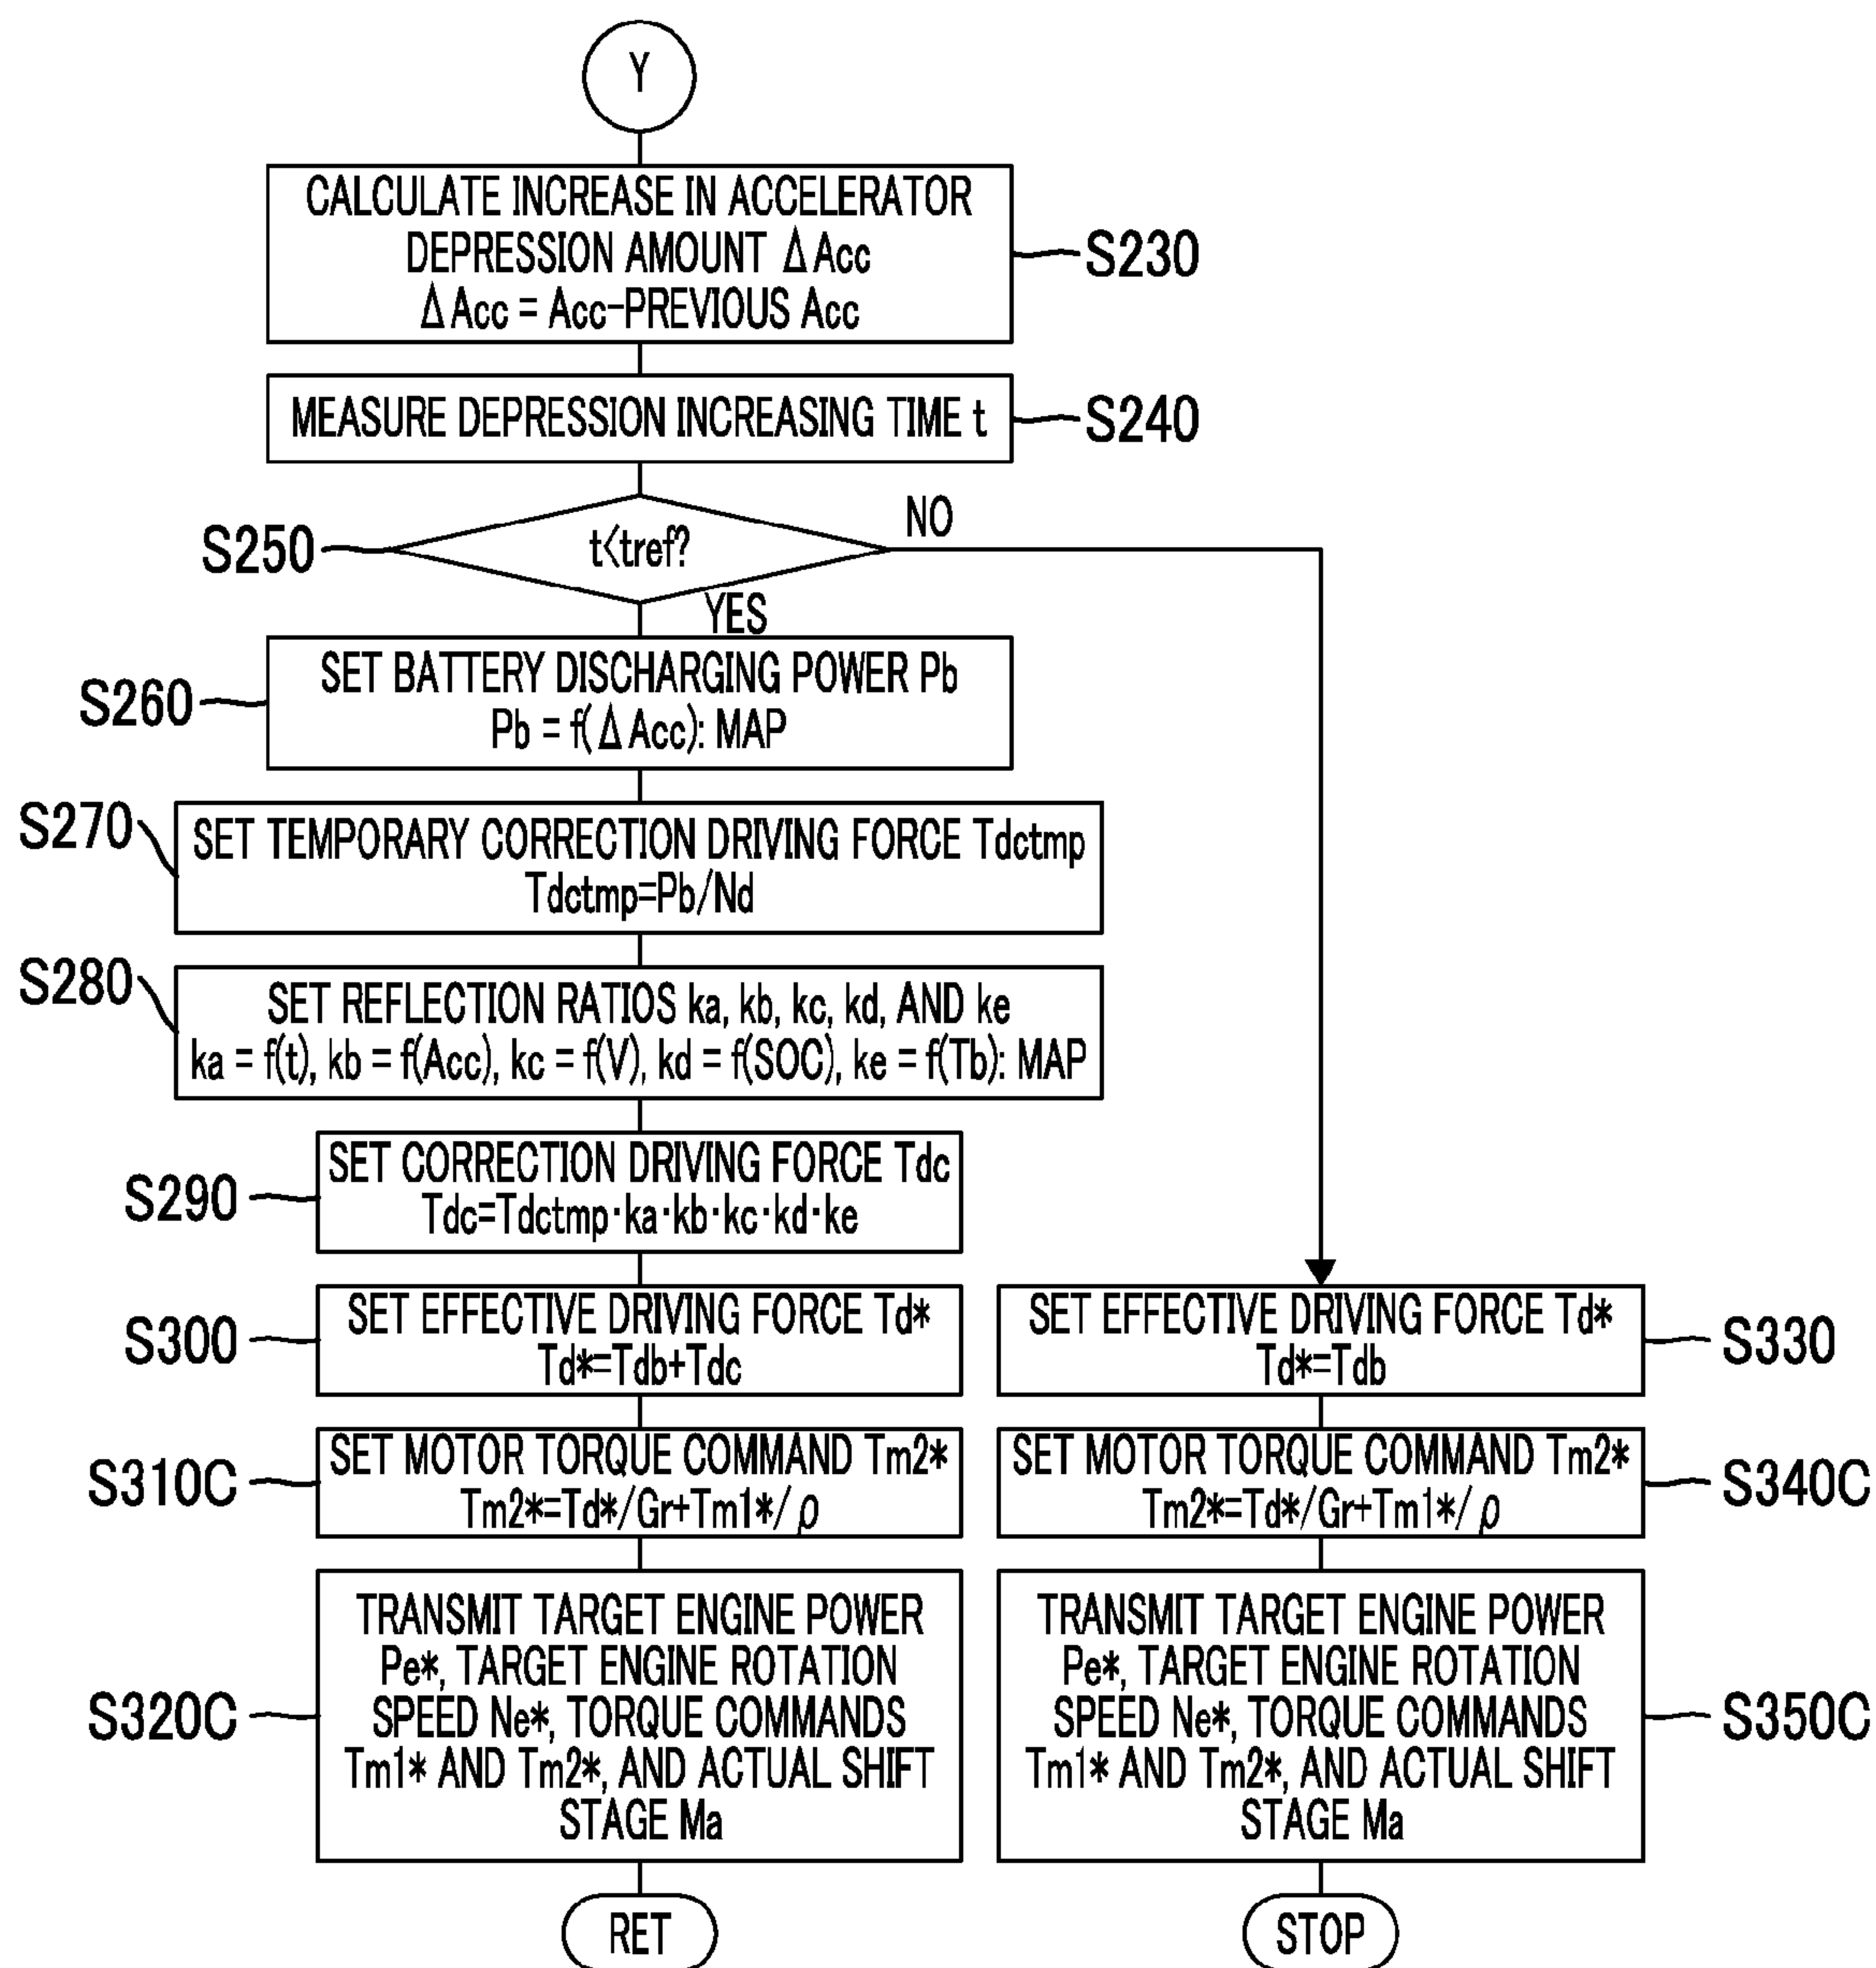 Y
CALCULATE INCREASE IN ACCELERATOR
DEPRESSION AMOUNT ΔAcc
ΔAcc = Acc-PREVIOUS Acc
S230
MEASURE DEPRESSION INCREASING TIME t
S240
S250
t<tref?
NO
YES
S260
SET BATTERY DISCHARGING POWER Pb
Pb = f(ΔAcc): MAP
S270
SET TEMPORARY CORRECTION DRIVING FORCE Tdctmp
Tdctmp=Pb/Nd
S280
SET REFLECTION RATIOS ka, kb, kc, kd, AND ke
ka = f(t), kb = f(Acc), kc = f(V), kd = f(SOC), ke = f(Tb): MAP
S290
SET CORRECTION DRIVING FORCE Tdc
Tdc=Tdctmp·ka·kb·kc·kd·ke
S300
SET EFFECTIVE DRIVING FORCE Td*
Td*=Tdb+Tdc
S310C
SET MOTOR TORQUE COMMAND Tm2*
Tm2*=Td*/Gr+Tm1*/ρ
S320C
TRANSMIT TARGET ENGINE POWER
Pe*, TARGET ENGINE ROTATION
SPEED Ne*, TORQUE COMMANDS
Tm1* AND Tm2*, AND ACTUAL SHIFT
STAGE Ma
RET
SET EFFECTIVE DRIVING FORCE Td*
Td*=Tdb
S330
SET MOTOR TORQUE COMMAND Tm2*
Tm2*=Td*/Gr+Tm1*/ρ
S340C
TRANSMIT TARGET ENGINE POWER
Pe*, TARGET ENGINE ROTATION
SPEED Ne*, TORQUE COMMANDS
Tm1* AND Tm2*, AND ACTUAL SHIFT
STAGE Ma
S350C
STOP